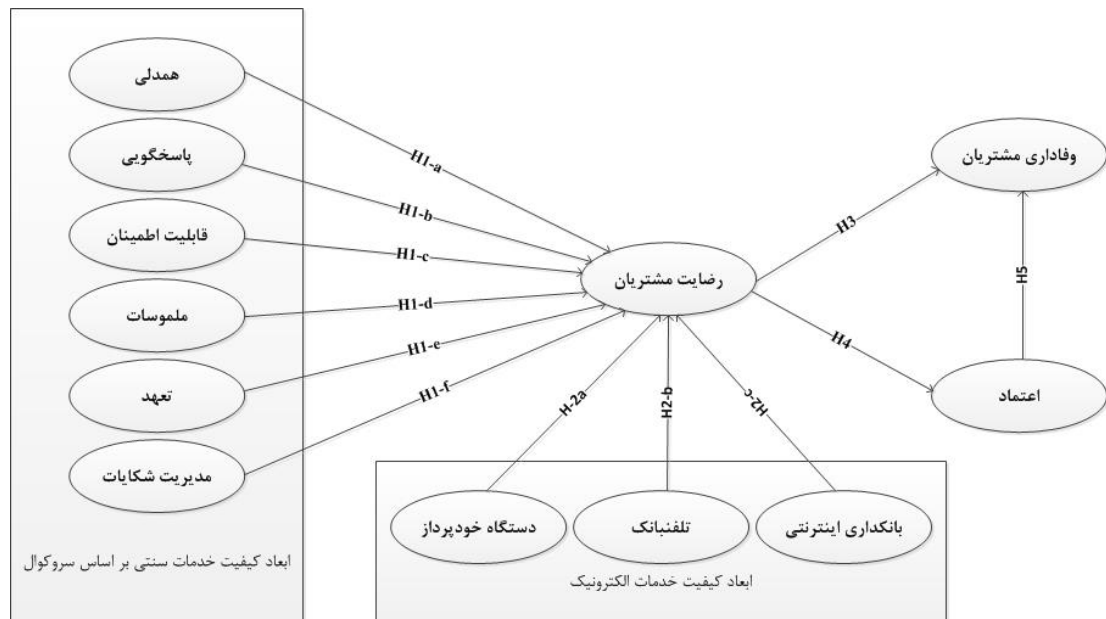 همدلی
پاسخگویی
قابلیت اطمینان
ملموسات
تعهد
مدیریت شکایات
ابعاد کیفیت خدمات سنتی بر اساس سروکوال
H1-a
H1-b
H1-c
H1-d
H1-e
H1-f
رضایت مشتریان
H-2a
H2-b
H2-c
دستگاه خودپرداز
تلفنبانک
بانکداری اینترنتی
ابعاد کیفیت خدمات الکترونیک
H3
H4
H5
وفاداری مشتریان
اعتماد